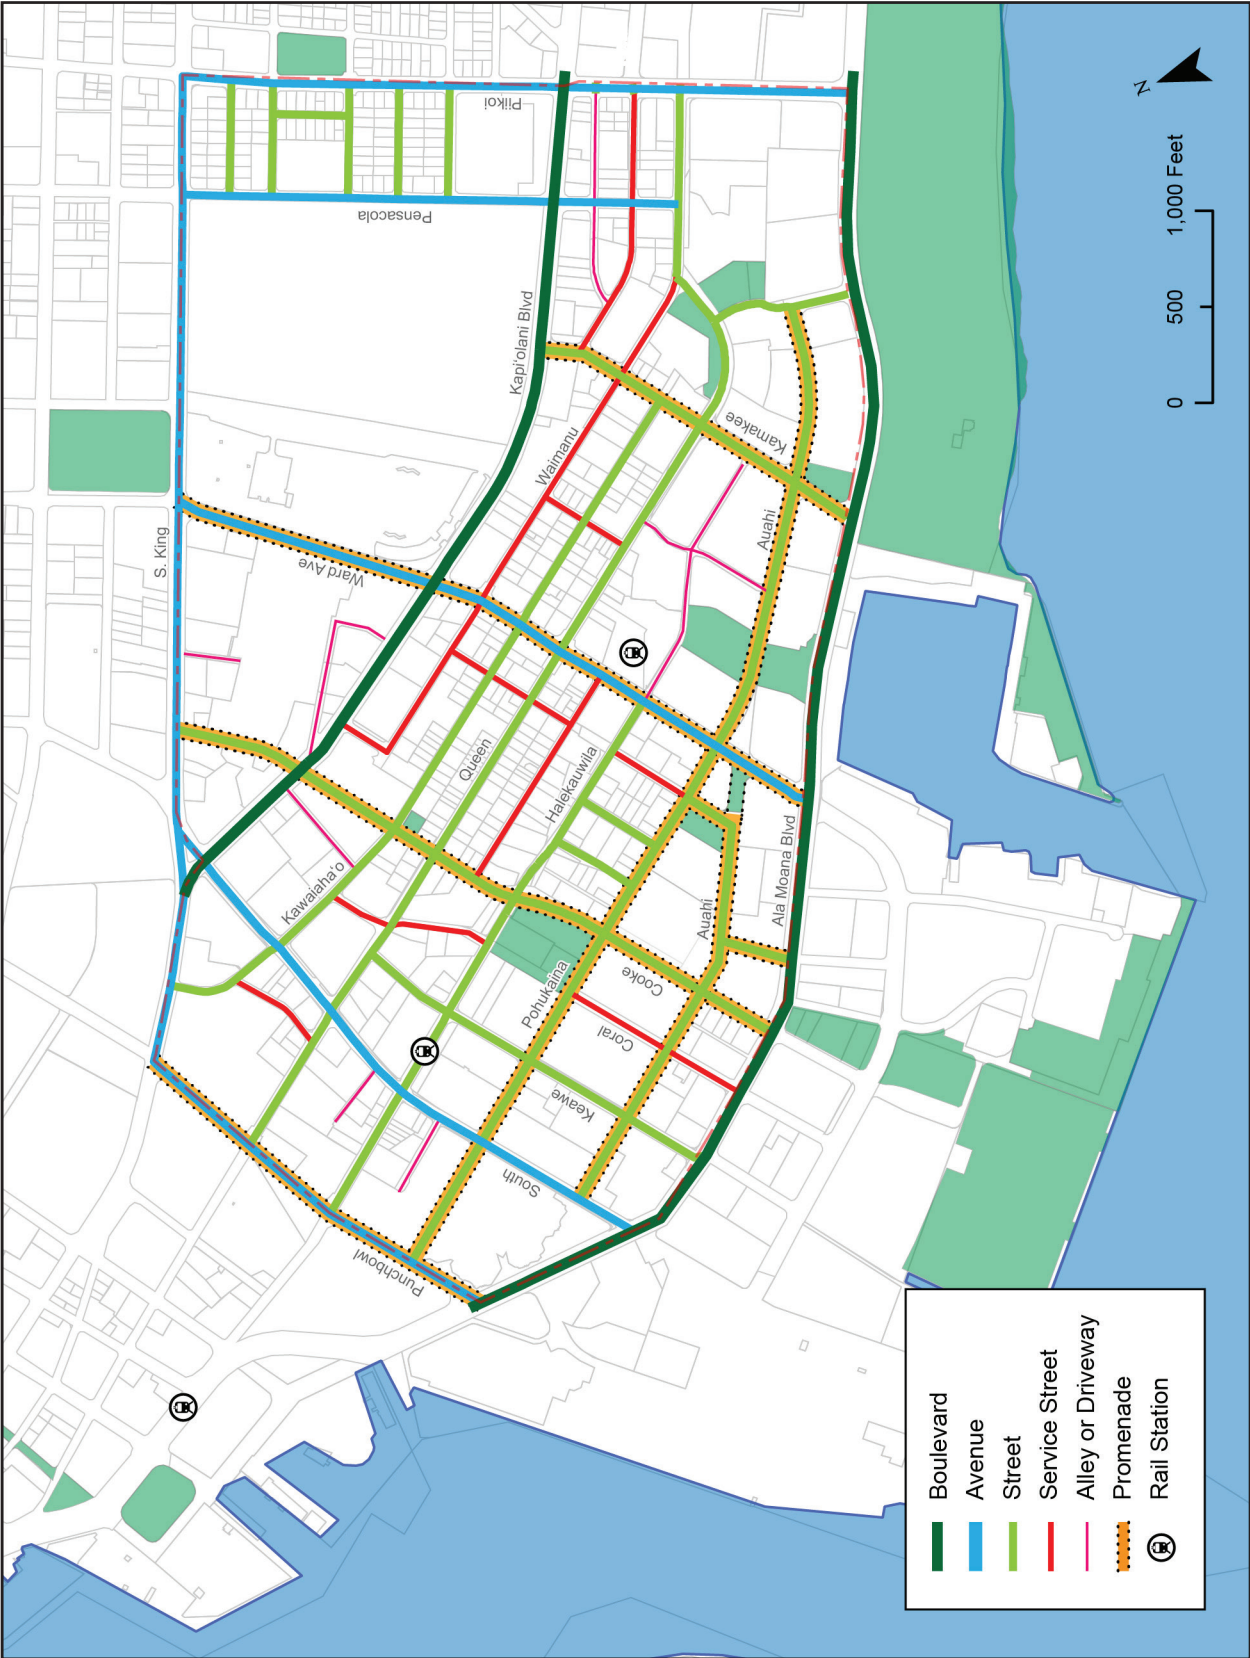 S. King
Piikoi
Pensacola
Kapi'olani Blvd
Ward Ave
Waimanu
Kamakee
Auahi
Queen
Halekauwila
Kawaiaha'o
Ala Moana Blvd
Auahi
Cooke
Pohukaina
Coral
Keawe
South
Punchbowl
N
0 500 1,000 Feet
Boulevard
Avenue
Street
Service Street
Alley or Driveway
Promenade
Rail Station